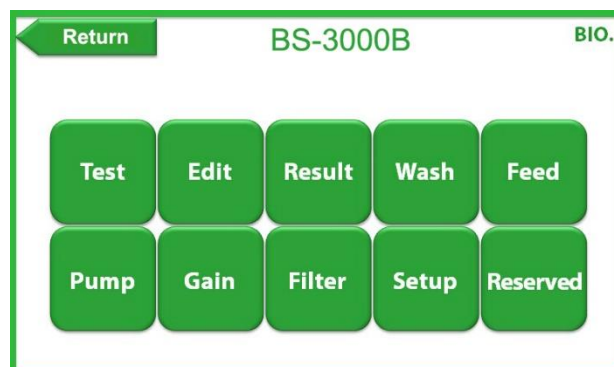 Return BS-3000B BIO.
Test Edit Result Wash Feed
Pump Gain Filter Setup Reserved